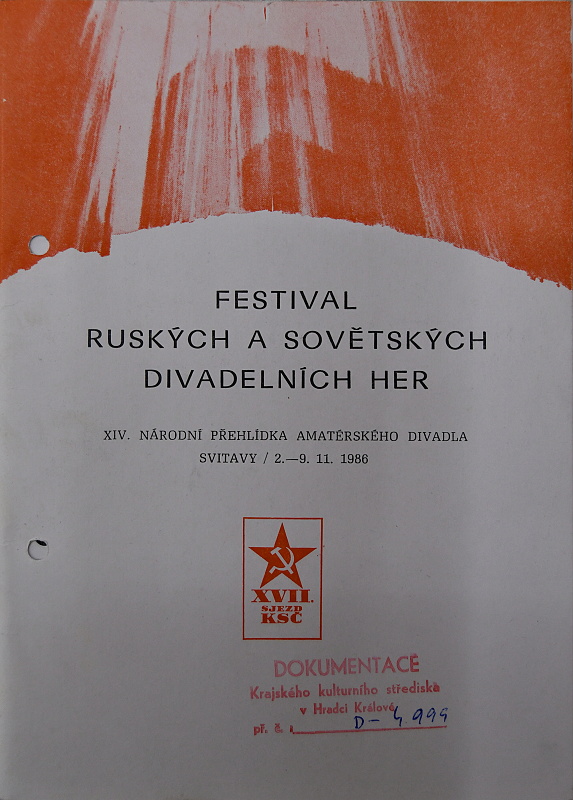 FESTIVAL
RUSKÝCH A SOVĚTSKÝCH
DIVADELNÍCH HER
XIV. NÁRODNÍ PŘEHLÍDKA AMATÉRSKÉHO DIVADLA
SVITAVY / 2.—9. 11. 1986
XVII.
SJEZD
KSČ
DOKUMENTACE
Krajského kulturního střediska
v Hradci Králové
př. č. D-4999